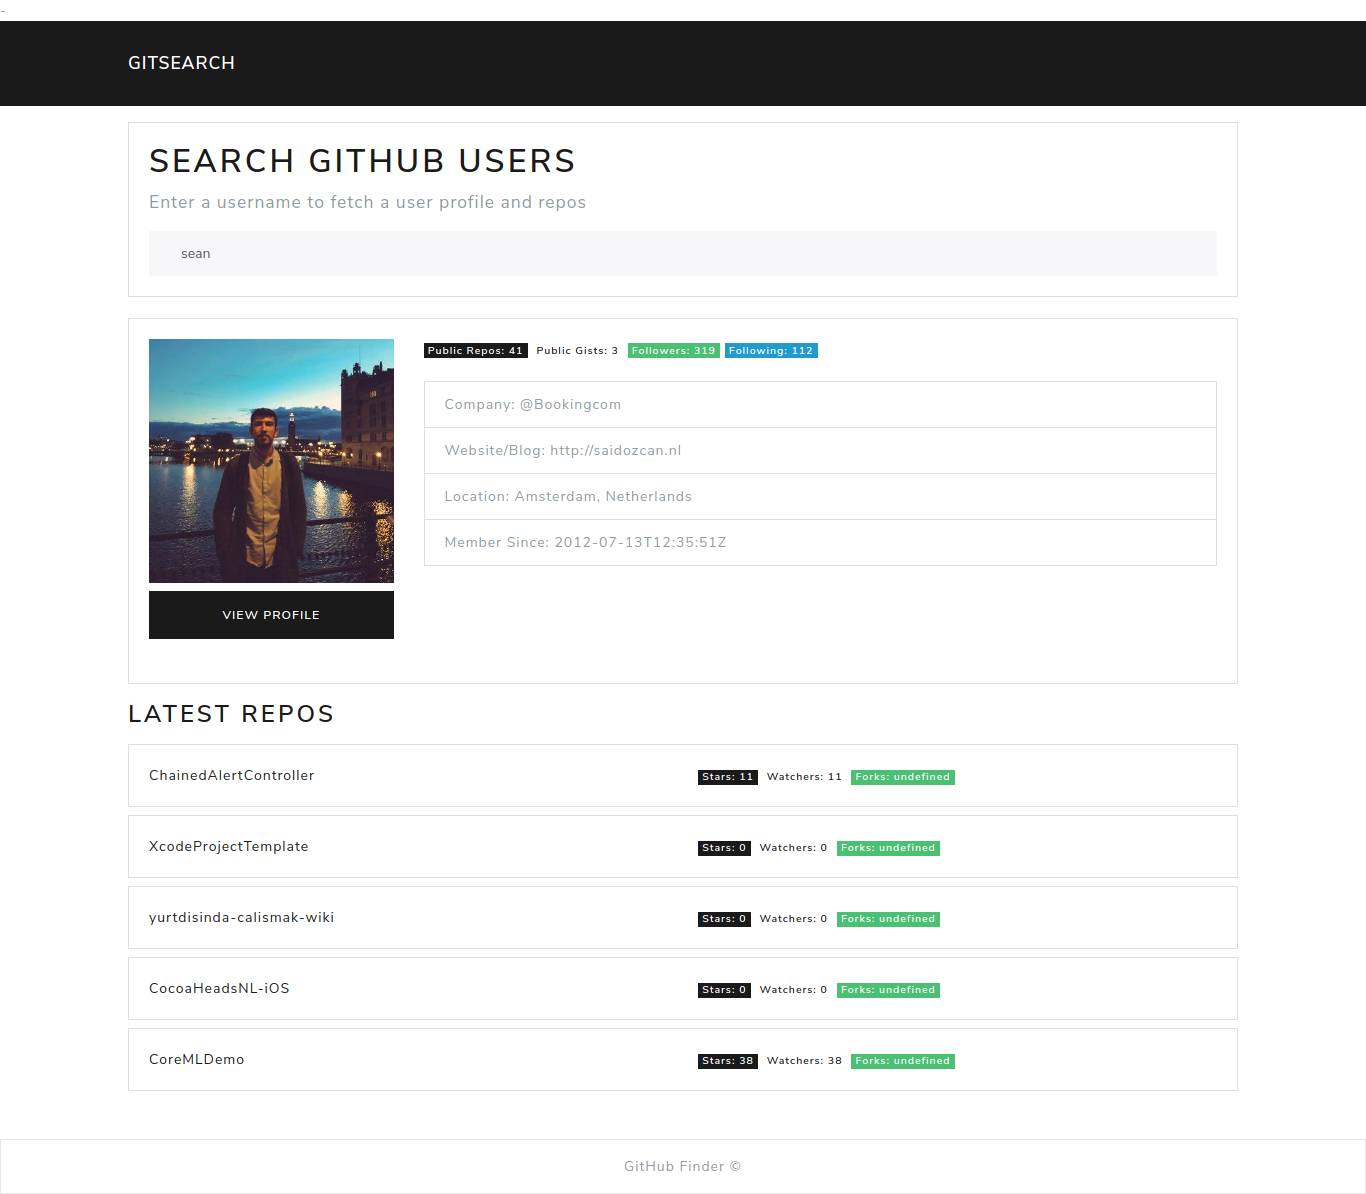 -
GITSEARCH
SEARCH GITHUB USERS
Enter a username to fetch a user profile and repos
sean
Public Repos: 41 Public Gists: 3 Followers: 319 Following: 112
Company: @Bookingcom
Website/Blog: http://saidozcan.nl
Location: Amsterdam, Netherlands
Member Since: 2012-07-13T12:35:51Z
VIEW PROFILE
LATEST REPOS
ChainedAlertController Stars: 11 Watchers: 11 Forks: undefined
XcodeProjectTemplate Stars: 0 Watchers: 0 Forks: undefined
yurtdisinda-calismak-wiki Stars: 0 Watchers: 0 Forks: undefined
CocoaHeadsNL-iOS Stars: 0 Watchers: 0 Forks: undefined
CoreMLDemo Stars: 38 Watchers: 38 Forks: undefined
GitHub Finder ©